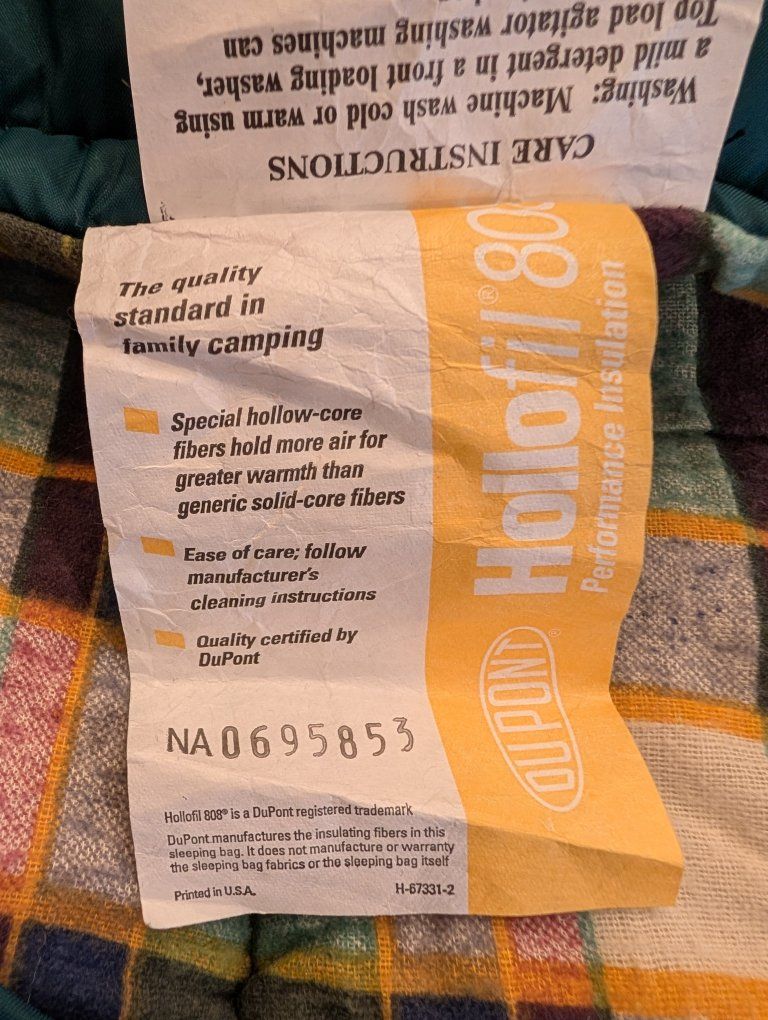 CARE INSTRUCTIONS
Washing: Machine wash cold or warm using
a mild detergent in a front loading washer,
Top load agitator washing machines can
The quality
standard in
family camping
Special hollow-core
fibers hold more air for
greater warmth than
generic solid-core fibers
Ease of care; follow
manufacturer's
cleaning instructions
Quality certified by
DuPont
NA 0695853
Hollofil 808® is a DuPont registered trademark
DuPont manufactures the insulating fibers in this
sleeping bag. It does not manufacture or warranty
the sleeping bag fabrics or the sleeping bag itself
Printed in U.S.A. H-67331-2
DUPONT®
Hollofil® 808
Performance Insulation